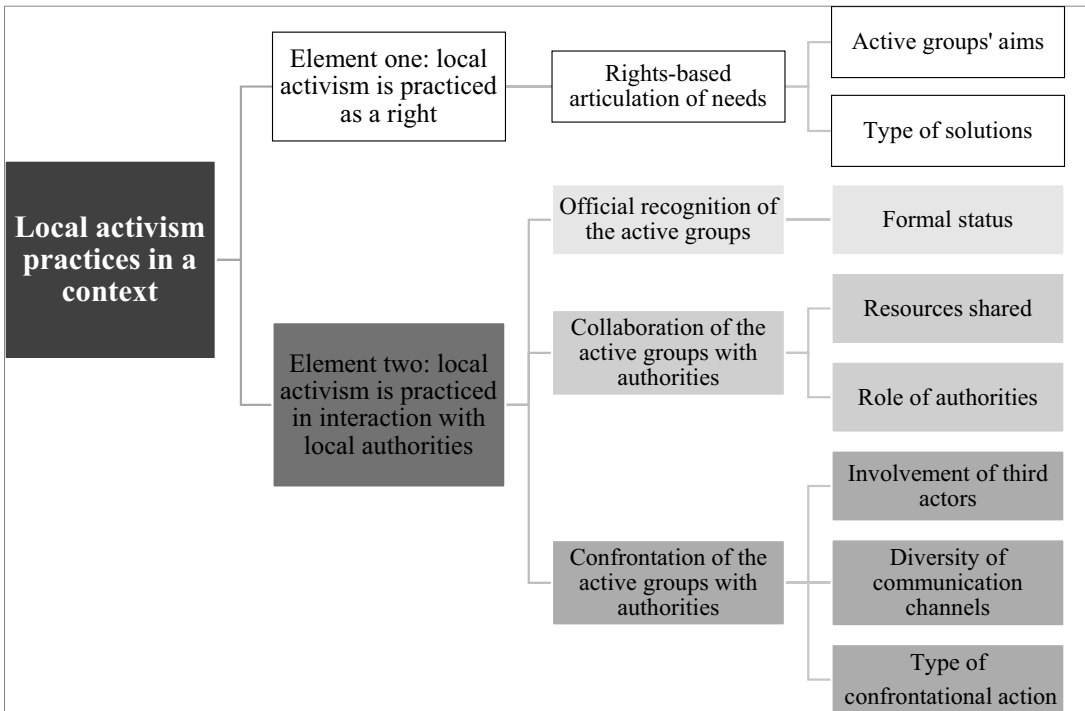 Local activism
practices in a
context
Element one: local
activism is practiced
as a right
Rights-based
articulation of needs
Active groups' aims
Type of solutions
Element two: local
activism is practiced
in interaction with
local authorities
Official recognition of
the active groups
Formal status
Collaboration of the
active groups with
authorities
Resources shared
Role of authorities
Confrontation of the
active groups with
authorities
Involvement of third
actors
Diversity of
communication
channels
Type of
confrontational action